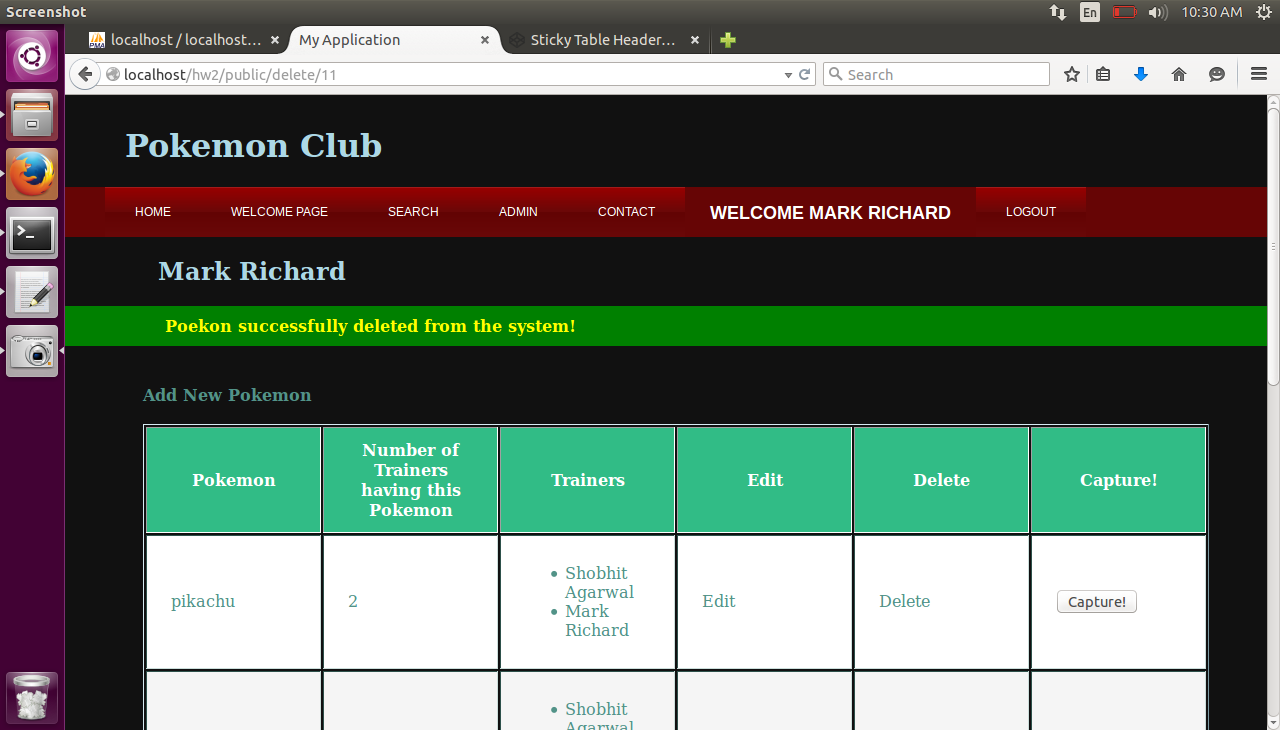 Screenshot
En
10:30 AM
PMA
localhost / localhost...
My Application
Sticky Table Header...
localhost/hw2/public/delete/11
Search
Pokemon Club
HOME
WELCOME PAGE
SEARCH
ADMIN
CONTACT
WELCOME MARK RICHARD
LOGOUT
Mark Richard
Poekon successfully deleted from the system!
Add New Pokemon
Pokemon
Number of
Trainers
having this
Pokemon
Trainers
Edit
Delete
Capture!
pikachu
2
Shobhit
Agarwal
Mark
Richard
Edit
Delete
Capture!
Shobhit
Agarwal